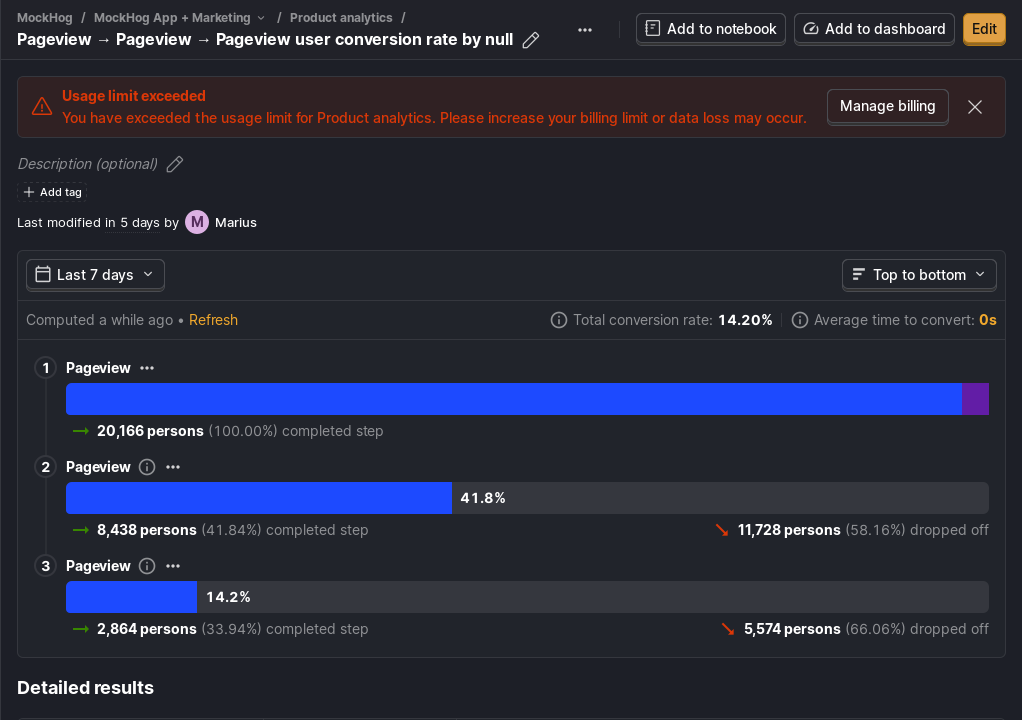 MockHog / MockHog App + Marketing / Product analytics /
Pageview → Pageview → Pageview user conversion rate by null
Add to notebook
Add to dashboard
Edit
Usage limit exceeded
You have exceeded the usage limit for Product analytics. Please increase your billing limit or data loss may occur.
Manage billing
Description (optional)
Add tag
Last modified in 5 days by M Marius
Last 7 days
Top to bottom
Computed a while ago • Refresh
Total conversion rate: 14.20%
Average time to convert: 0s
1 Pageview
20,166 persons (100.00%) completed step
2 Pageview
41.8%
8,438 persons (41.84%) completed step
11,728 persons (58.16%) dropped off
3 Pageview
14.2%
2,864 persons (33.94%) completed step
5,574 persons (66.06%) dropped off
Detailed results